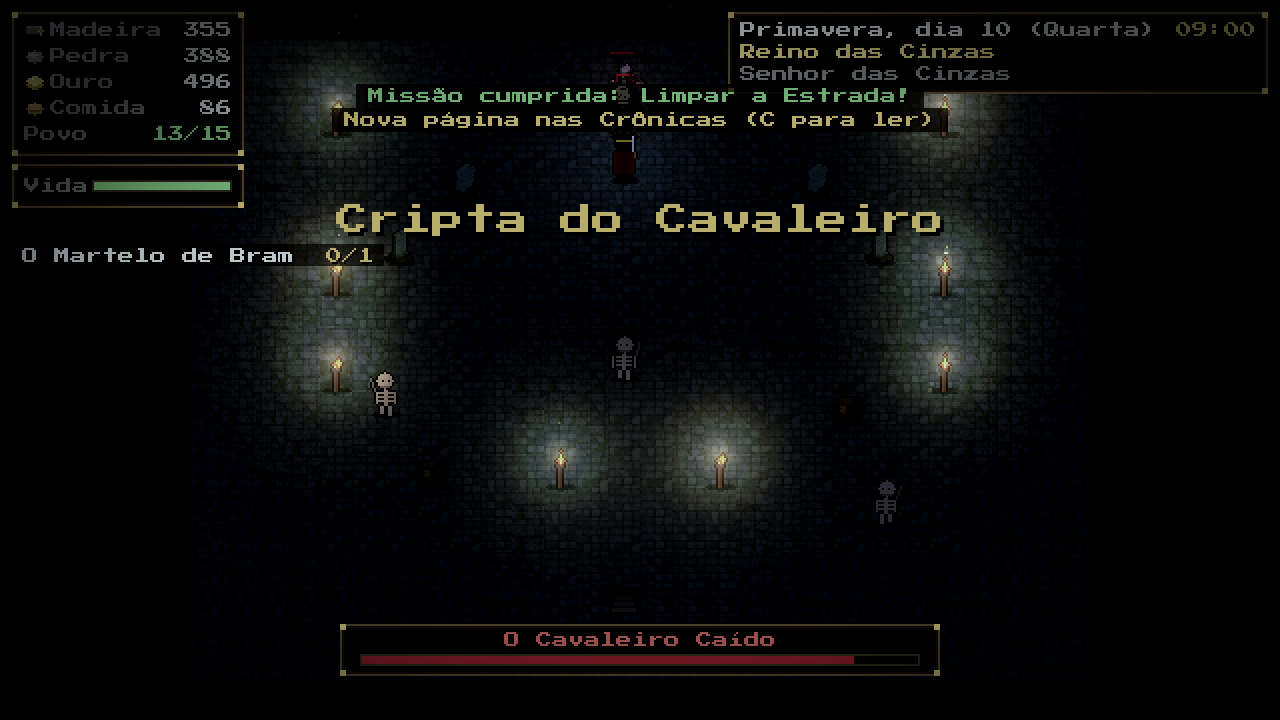 Madeira 355
Pedra 388
Ouro 496
Comida 86
Povo 13/15
Vida
Primavera, dia 10 (Quarta) 09:00
Reino das Cinzas
Senhor das Cinzas
Missão cumprida: Limpar a Estrada!
Nova página nas Crônicas (C para ler)
Cripta do Cavaleiro
O Martelo de Bram 0/1
O Cavaleiro Caído